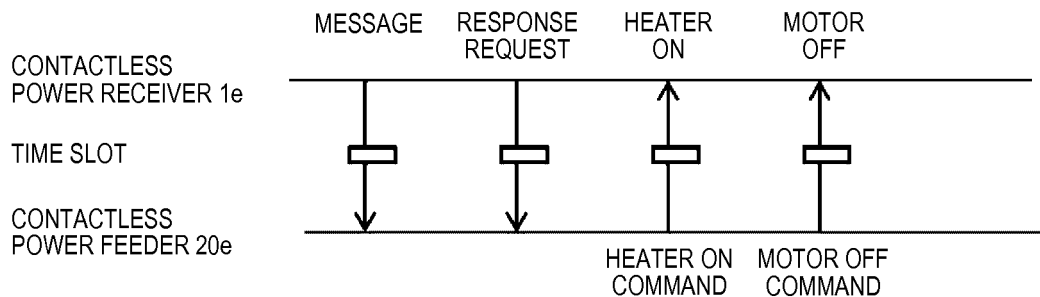 MESSAGE
RESPONSE
REQUEST
HEATER
ON
MOTOR
OFF
CONTACTLESS
POWER RECEIVER 1e
TIME SLOT
CONTACTLESS
POWER FEEDER 20e
HEATER ON
COMMAND
MOTOR OFF
COMMAND